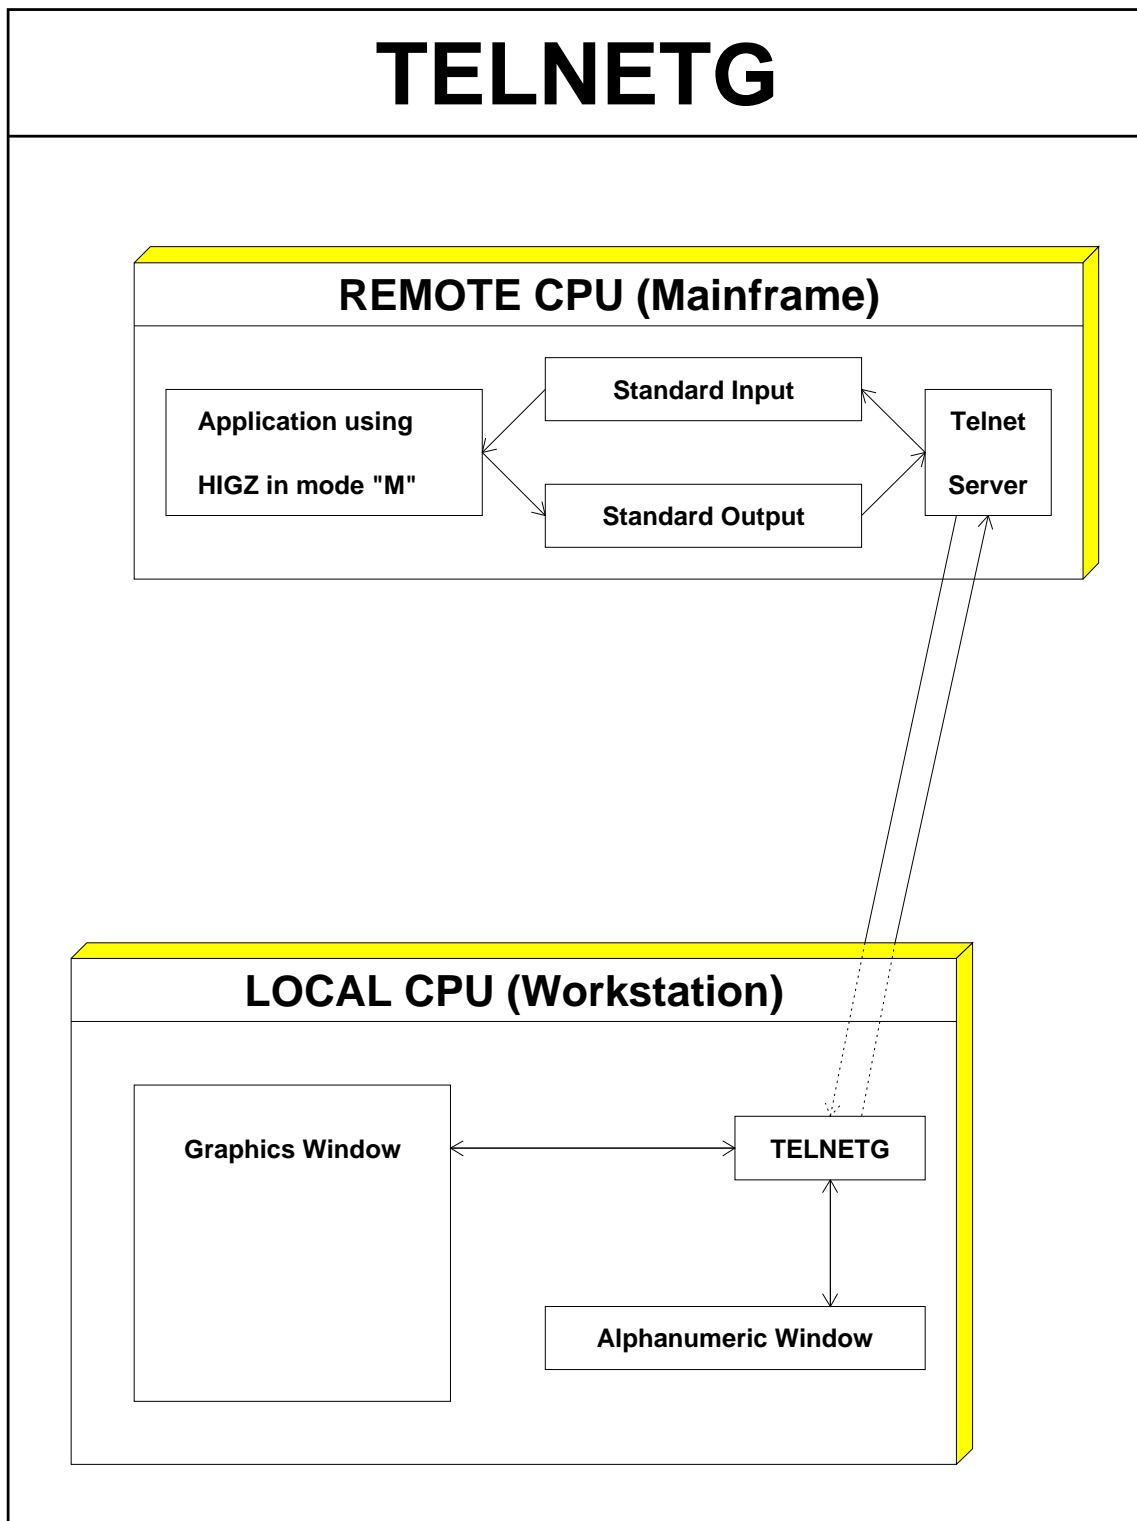 TELNETG
REMOTE CPU (Mainframe)
Standard Input
Application using
HIGZ in mode "M"
Telnet
Server
Standard Output
LOCAL CPU (Workstation)
Graphics Window
TELNETG
Alphanumeric Window